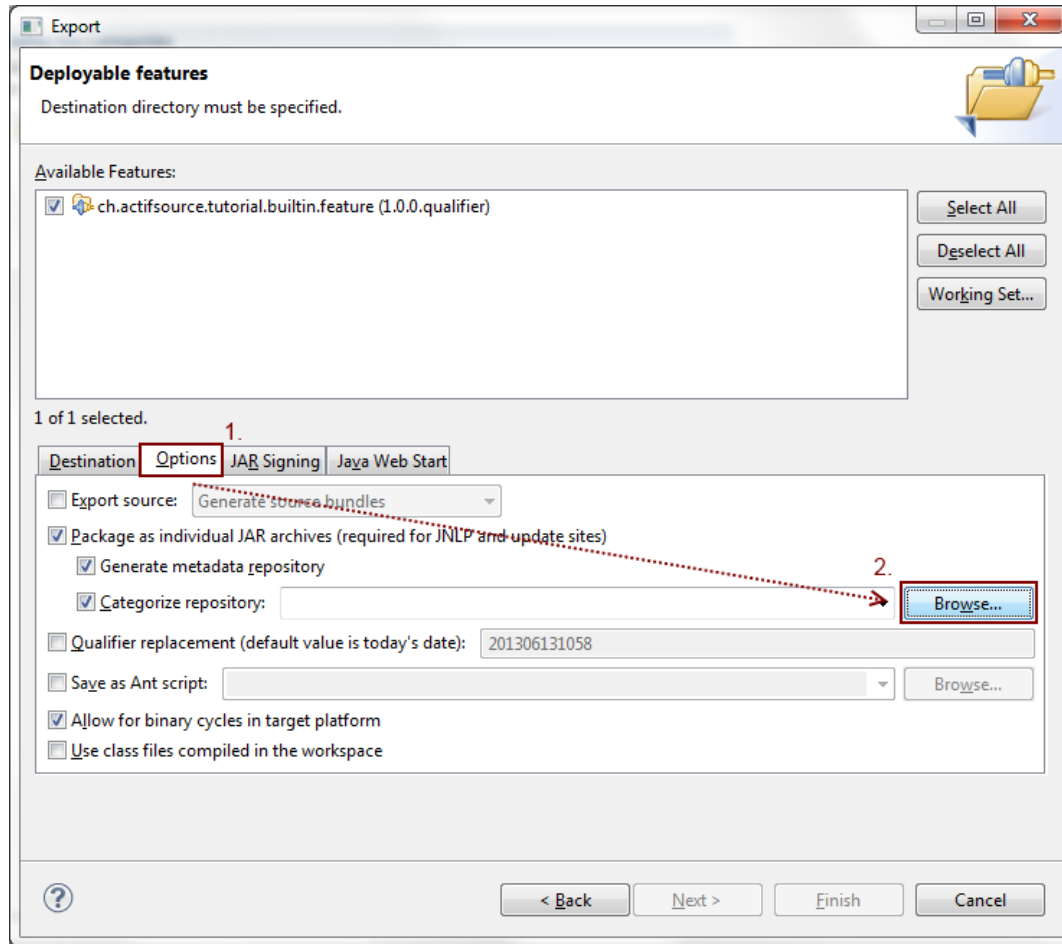 Export
Deployable features
Destination directory must be specified.
Available Features:
ch.actifsource.tutorial.builtin.feature (1.0.0.qualifier)
Select All
Deselect All
Working Set...
1 of 1 selected.
1.
Destination Options JAR Signing Java Web Start
Export source: Generate source bundles
Package as individual JAR archives (required for JNLP and update sites)
Generate metadata repository
2.
Categorize repository: Browse...
Qualifier replacement (default value is today's date): 201306131058
Save as Ant script: Browse...
Allow for binary cycles in target platform
Use class files compiled in the workspace
? < Back Next > Finish Cancel